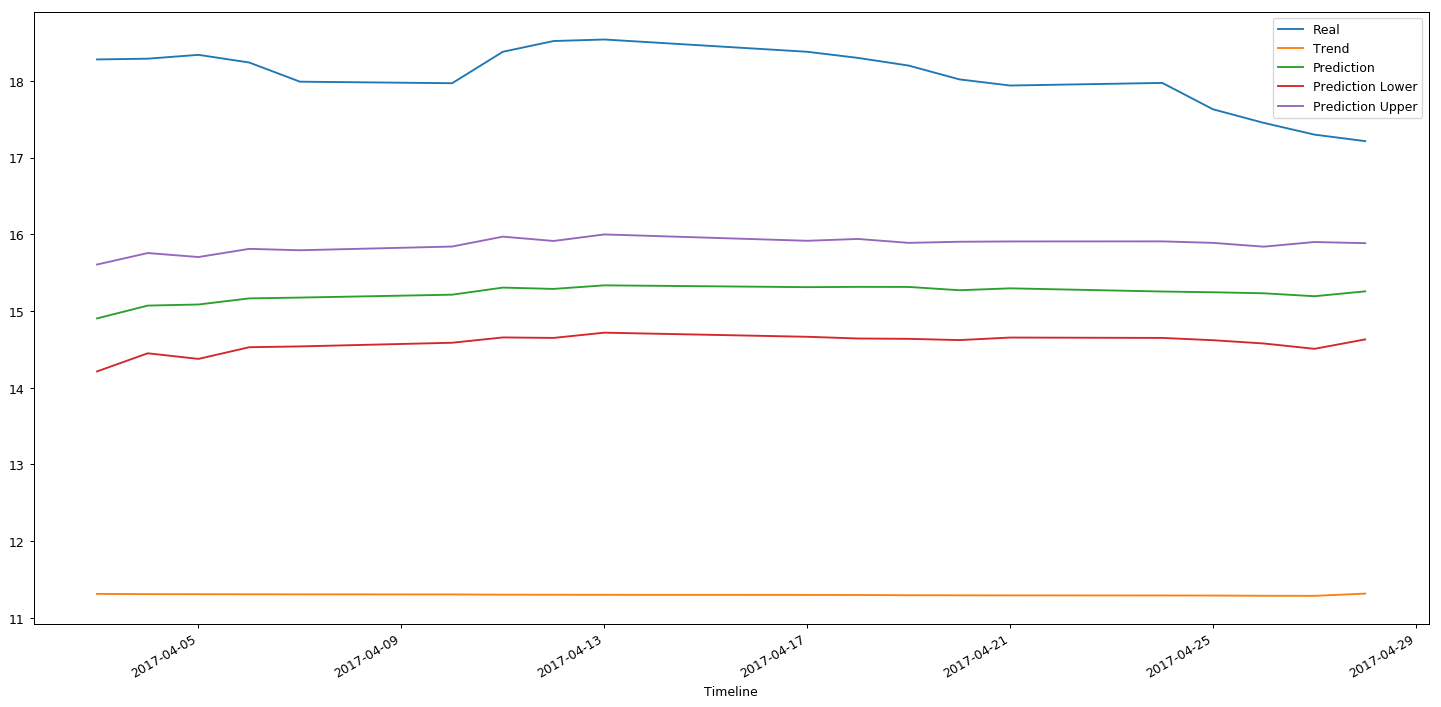 Real
Trend
Prediction
Prediction Lower
Prediction Upper
18
17
16
15
14
13
12
11
2017-04-05
2017-04-09
2017-04-13
2017-04-17
2017-04-21
2017-04-25
2017-04-29
Timeline